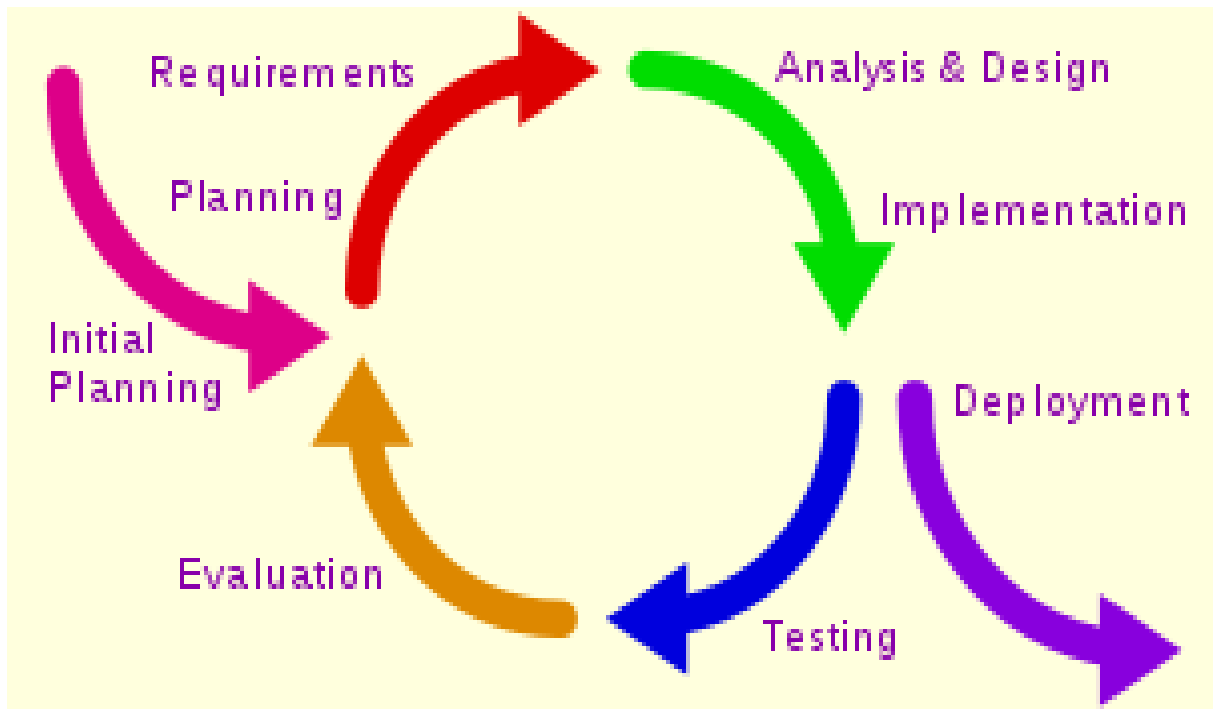 Requirements
Analysis & Design
Planning
Implementation
Initial
Planning
Deployment
Evaluation
Testing